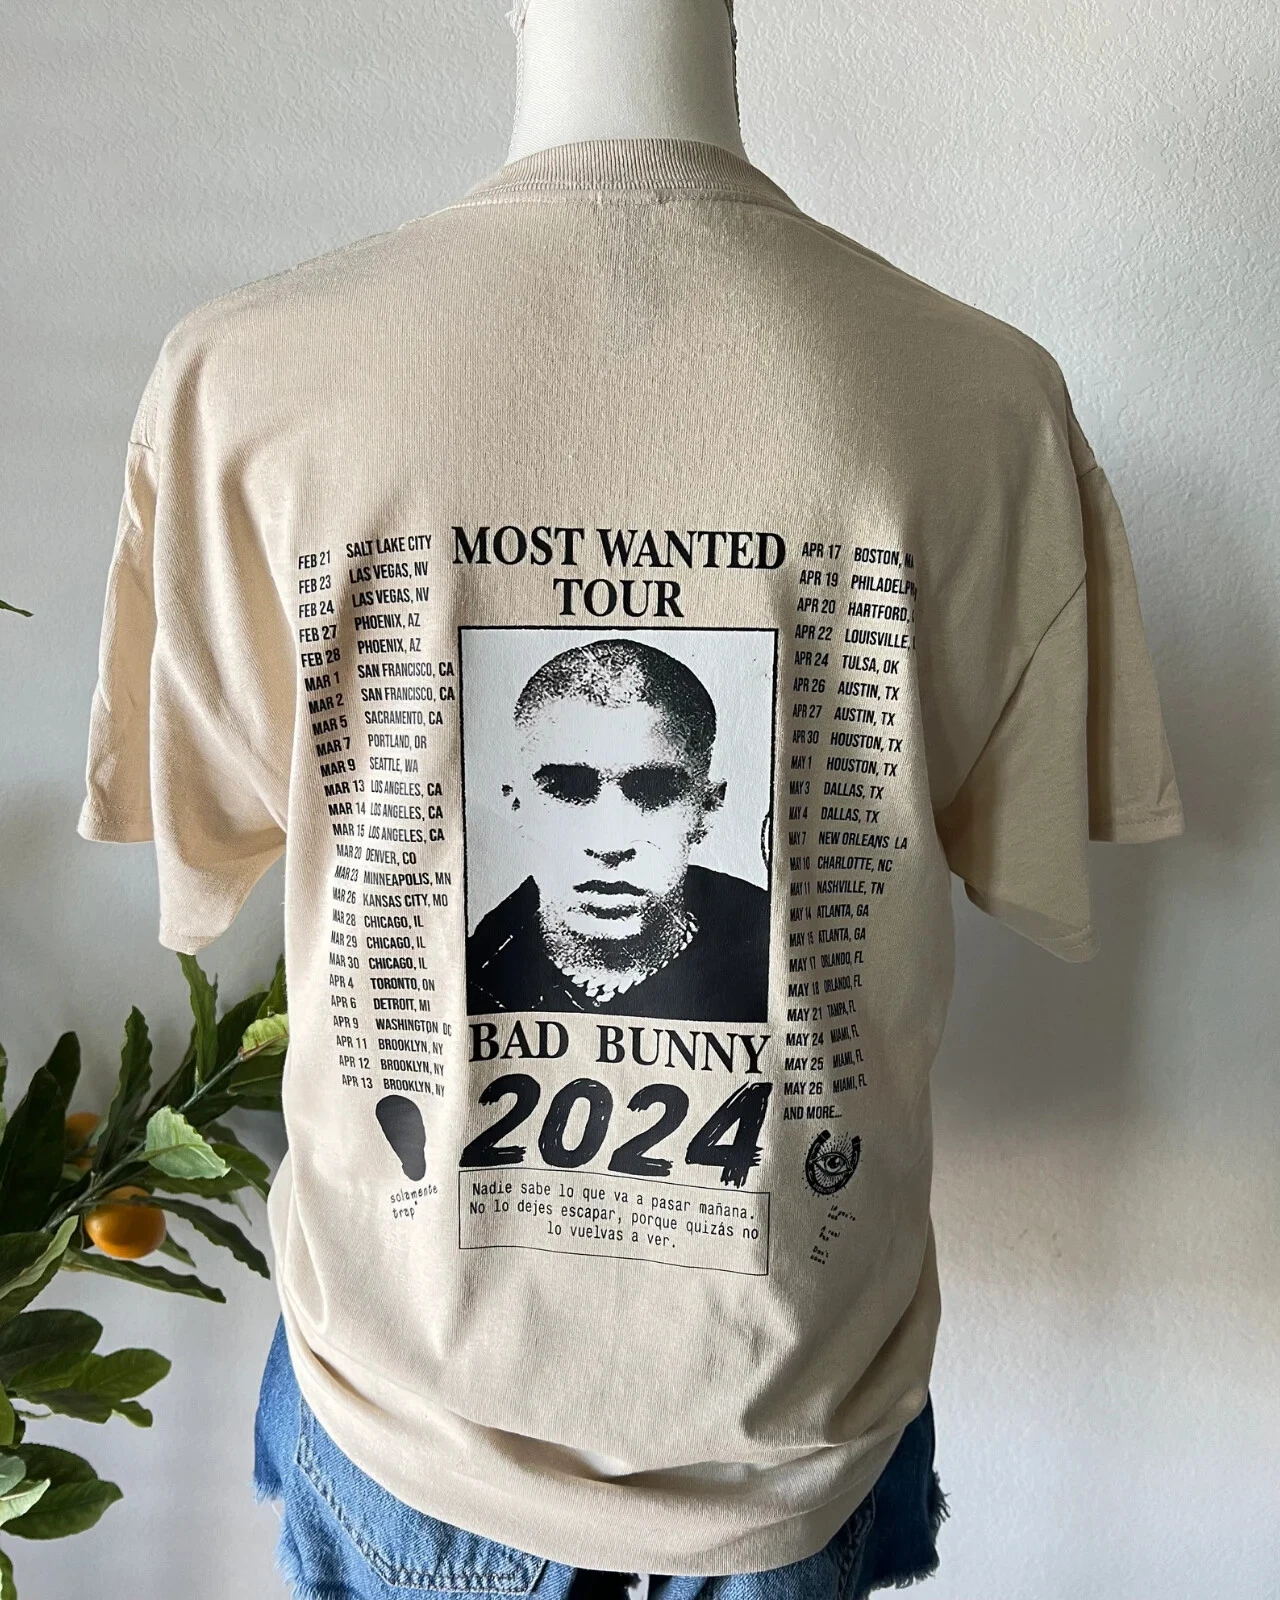 MOST WANTED
TOUR
FEB 21 SALT LAKE CITY
FEB 23 LAS VEGAS, NV
FEB 24 LAS VEGAS, NV
FEB 27 PHOENIX, AZ
FEB 28 PHOENIX, AZ
MAR 1 SAN FRANCISCO, CA
MAR 2 SAN FRANCISCO, CA
MAR 5 SACRAMENTO, CA
MAR 7 PORTLAND, OR
MAR 9 SEATTLE, WA
MAR 13 LOS ANGELES, CA
MAR 14 LOS ANGELES, CA
MAR 15 LOS ANGELES, CA
MAR 20 DENVER, CO
MAR 23 MINNEAPOLIS, MN
MAR 26 KANSAS CITY, MO
MAR 28 CHICAGO, IL
MAR 29 CHICAGO, IL
MAR 30 CHICAGO, IL
APR 4 TORONTO, ON
APR 6 DETROIT, MI
APR 9 WASHINGTON DC
APR 11 BROOKLYN, NY
APR 12 BROOKLYN, NY
APR 13 BROOKLYN, NY
solamente
trap
BAD BUNNY
2024
Nadie sabe lo que va a pasar mañana.
No lo dejes escapar, porque quizás no
lo vuelvas a ver.
APR 17 BOSTON,
APR 19
APR 20 HARTFORD,
APR 22 LOUISVILLE,
APR 24 TULSA, OK
APR 26 AUSTIN, TX
APR 27 AUSTIN, TX
APR 30 HOUSTON, TX
MAY 1 HOUSTON, TX
MAY 3 DALLAS, TX
MAY 4 DALLAS, TX
MAY 7 NEW ORLEANS LA
MAY 10 CHARLOTTE, NC
MAY 11 NASHVILLE, TN
MAY 14 ATLANTA, GA
MAY 15 ATLANTA, GA
MAY 17 ORLANDO, FL
MAY 18 ORLANDO, FL
MAY 21 TAMPA, FL
MAY 24 MIAMI, FL
MAY 25 MIAMI, FL
MAY 26 MIAMI, FL
AND MORE...